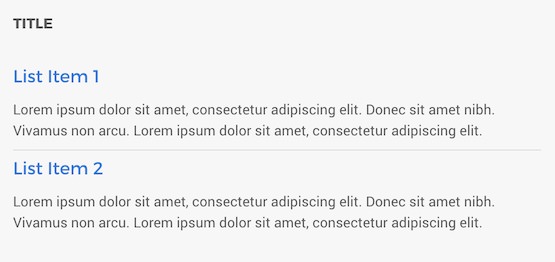 TITLE
List Item 1
Lorem ipsum dolor sit amet, consectetur adipiscing elit. Donec sit amet nibh.
Vivamus non arcu. Lorem ipsum dolor sit amet, consectetur adipiscing elit.
List Item 2
Lorem ipsum dolor sit amet, consectetur adipiscing elit. Donec sit amet nibh.
Vivamus non arcu. Lorem ipsum dolor sit amet, consectetur adipiscing elit.